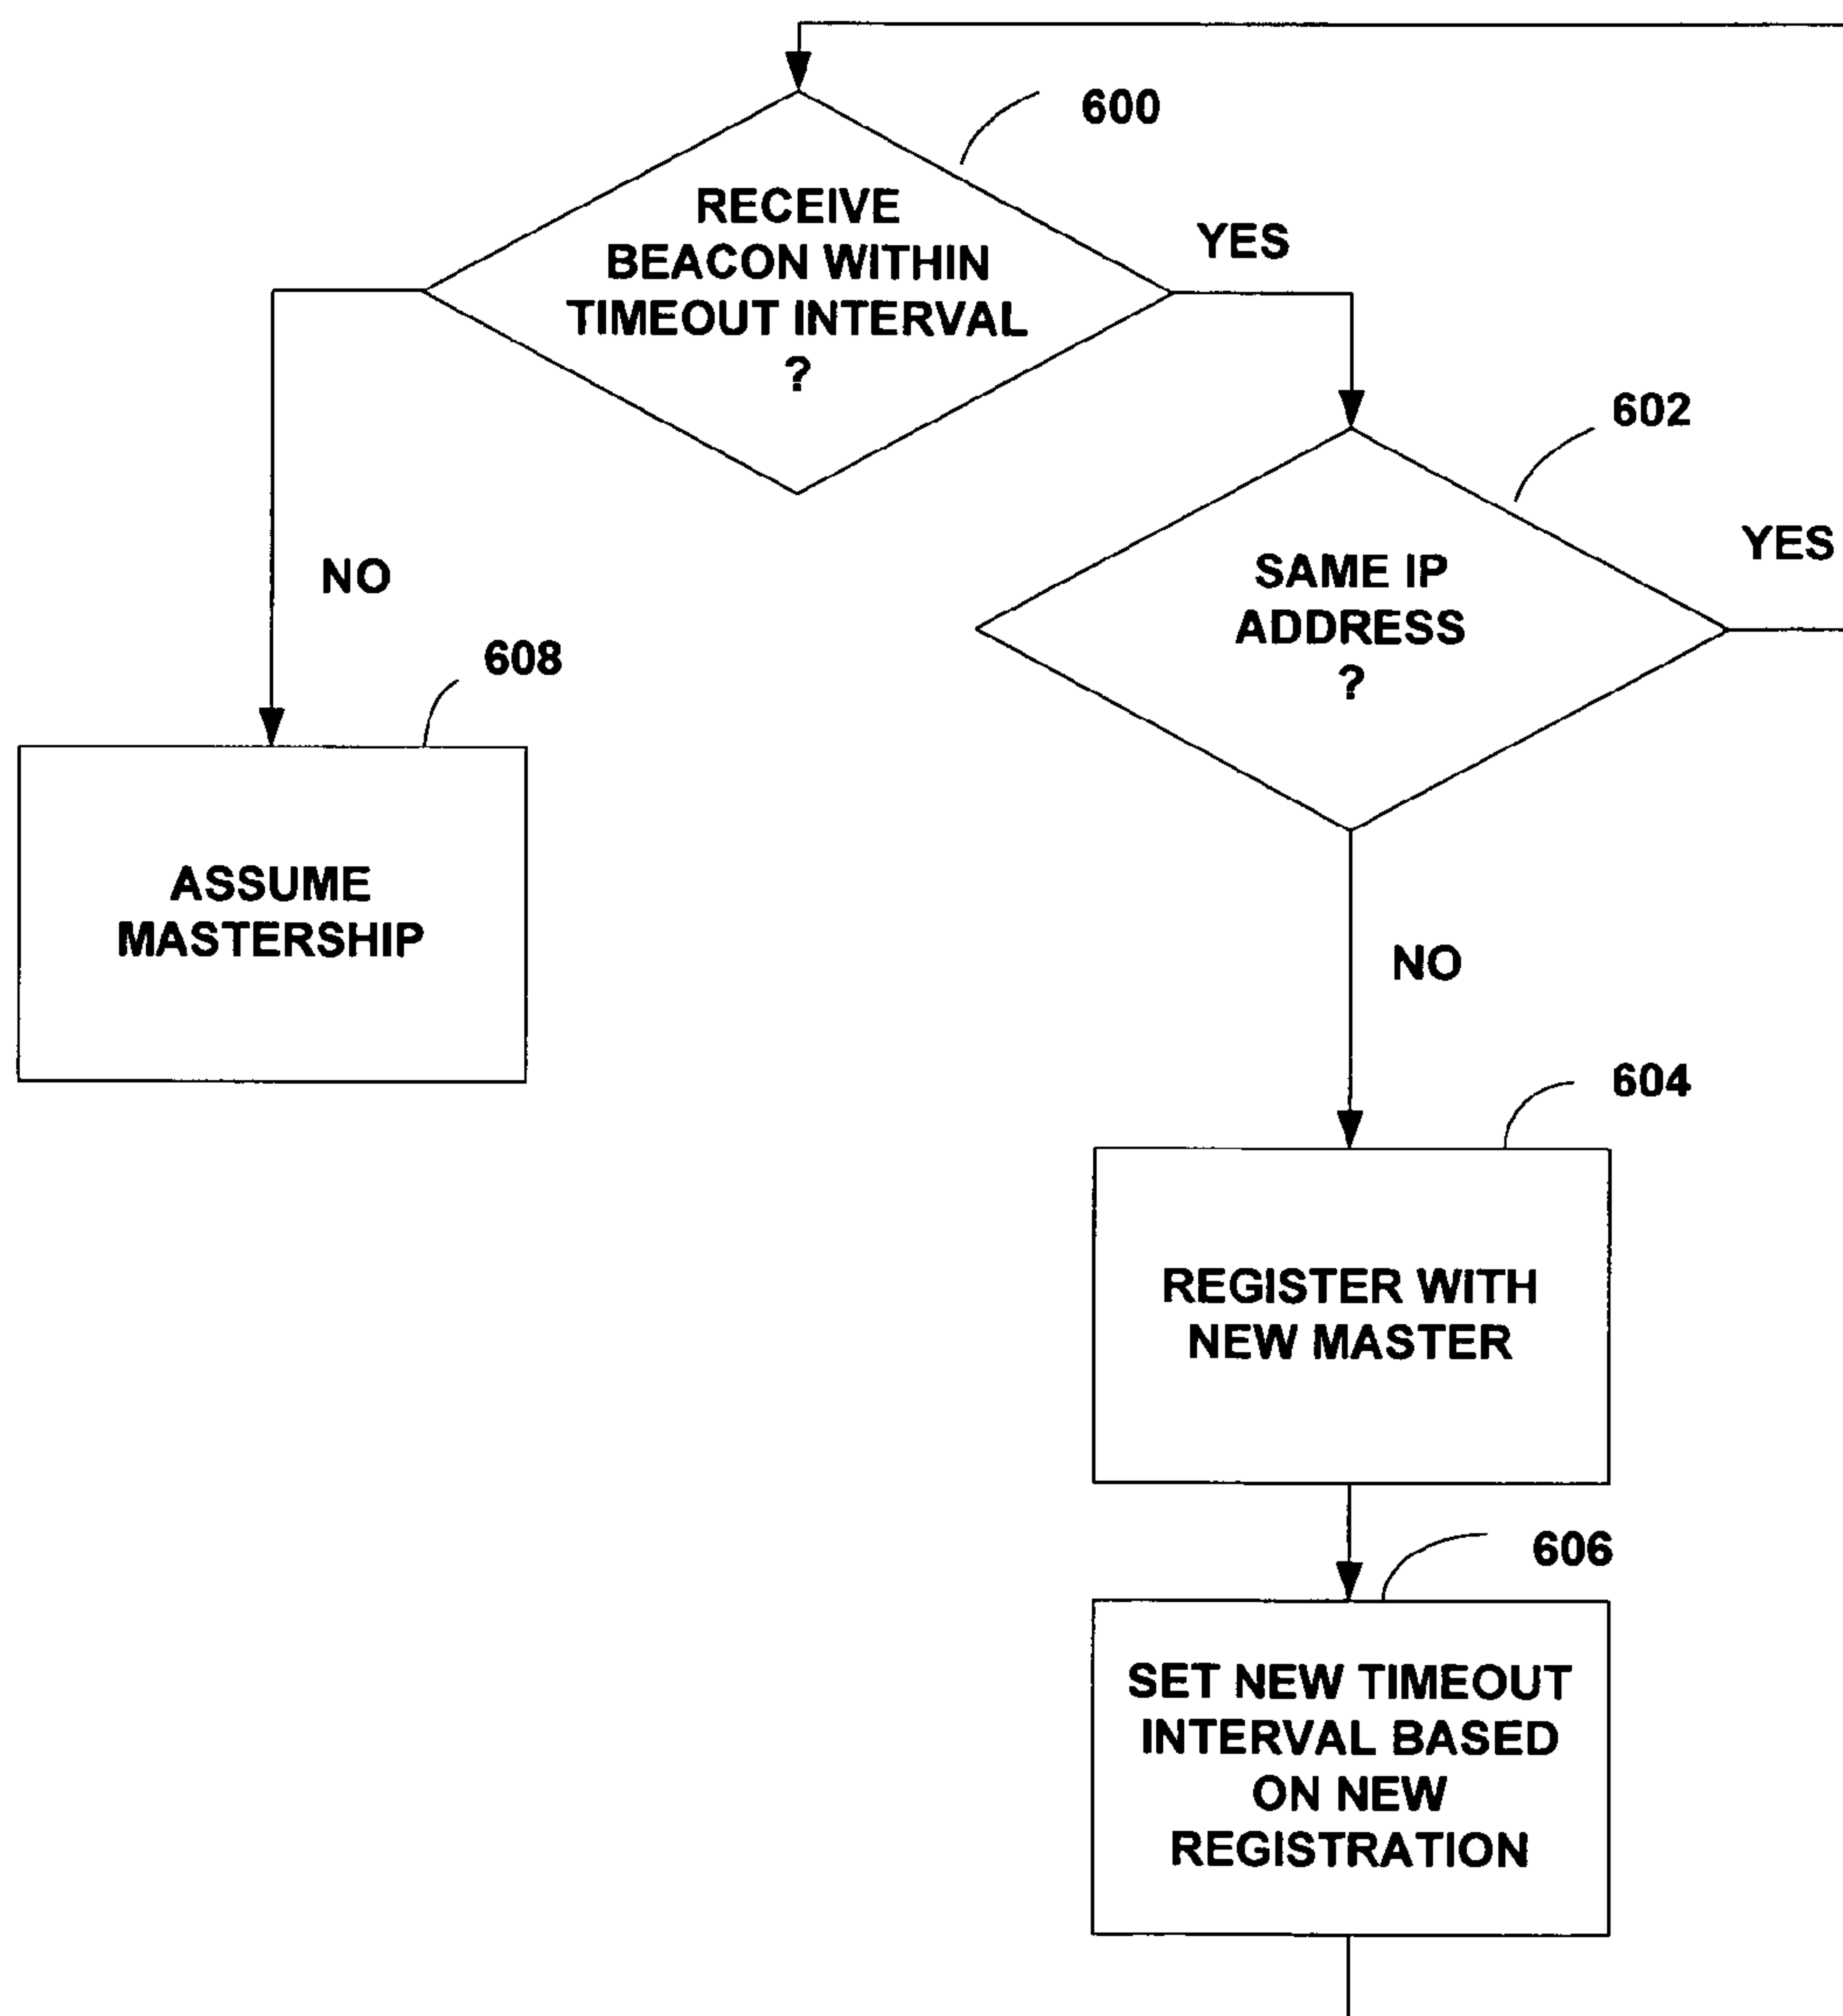 600
RECEIVE
BEACON WITHIN
TIMEOUT INTERVAL
?
YES
602
SAME IP
ADDRESS
?
YES
NO
608
ASSUME
MASTERSHIP
NO
604
REGISTER WITH
NEW MASTER
606
SET NEW TIMEOUT
INTERVAL BASED
ON NEW
REGISTRATION